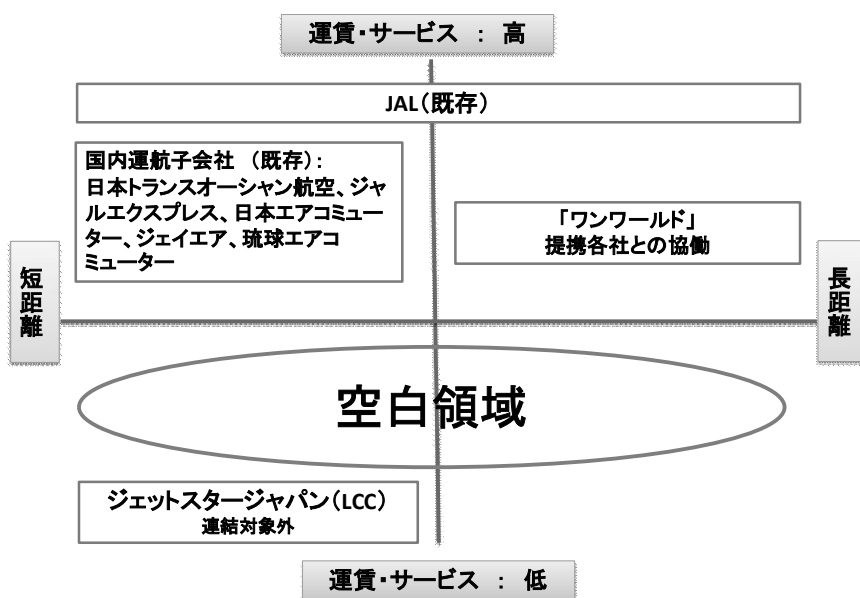 運賃・サービス ： 高
JAL（既存）
国内運航子会社 （既存）：
日本トランスオーシャン航空、ジャ
ルエクスプレス、日本エアコミュー
ター、ジェイエア、琉球エアコ
ミューター
「ワンワールド」
提携各社との協働
短距離
長距離
空白領域
ジェットスタージャパン（LCC）
連結対象外
運賃・サービス ： 低